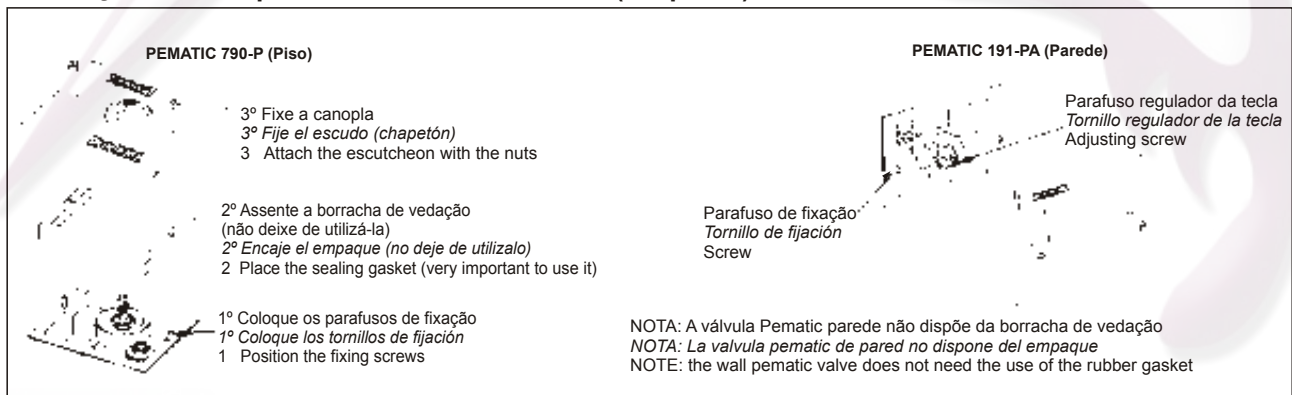 PEMATIC 790-P (Piso)
3º Fixe a canopla
3º Fije el escudo (chapetón)
3 Attach the escutcheon with the nuts
2º Assente a borracha de vedação
(não deixe de utilizá-la)
2º Encaje el empaque (no deje de utilizalo)
2 Place the sealing gasket (very important to use it)
1º Coloque os parafusos de fixação
1º Coloque los tornillos de fijación
1 Position the fixing screws
PEMATIC 191-PA (Parede)
Parafuso regulador da tecla
Tornillo regulador de la tecla
Adjusting screw
Parafuso de fixação
Tornillo de fijación
Screw
NOTA: A válvula Pematic parede não dispõe da borracha de vedação
NOTA: La valvula pematic de pared no dispone del empaque
NOTE: the wall pematic valve does not need the use of the rubber gasket